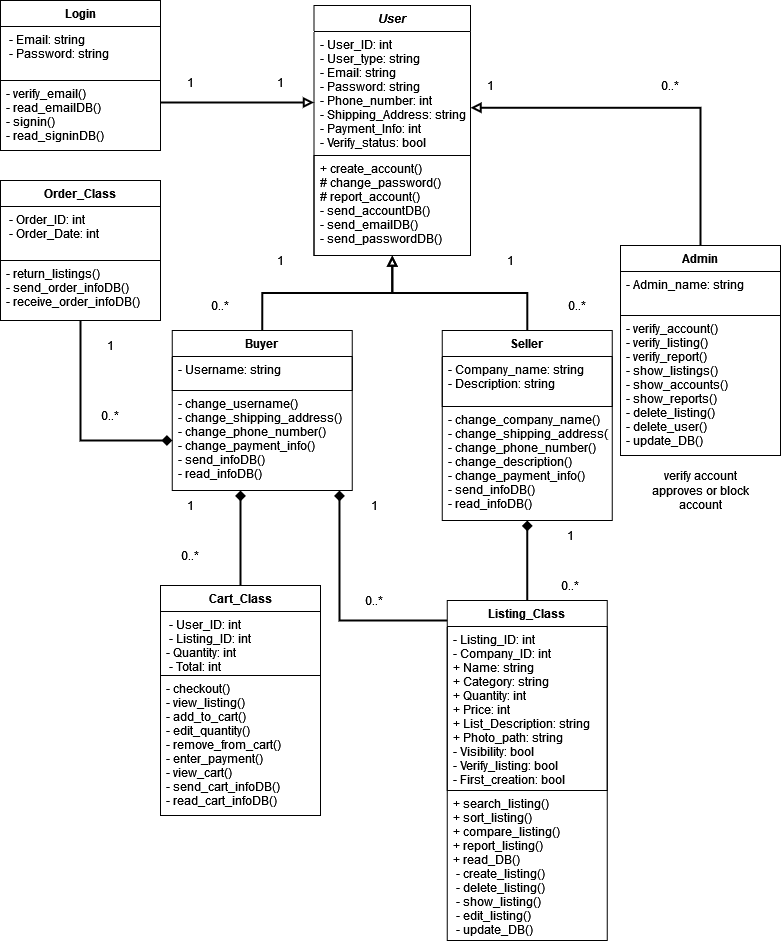 Login
- Email: string
- Password: string
- verify_email()
- read_emailDB()
- signin()
- read_signinDB()
User
- User_ID: int
- User_type: string
- Email: string
- Password: string
- Phone_number: int
- Shipping_Address: string
- Payment_Info: int
- Verify_status: bool
+ create_account()
# change_password()
# report_account()
- send_accountDB()
- send_emailDB()
- send_passwordDB()
1
1
1
0..*
Order_Class
- Order_ID: int
- Order_Date: int
- return_listings()
- send_order_infoDB()
- receive_order_infoDB()
Admin
- Admin_name: string
- verify_account()
- verify_listing()
- verify_report()
- show_listings()
- show_accounts()
- show_reports()
- delete_listing()
- delete_user()
- update_DB()
verify account
approves or block
account
1
1
0..*
0..*
Buyer
- Username: string
- change_username()
- change_shipping_address()
- change_phone_number()
- change_payment_info()
- send_infoDB()
- read_infoDB()
Seller
- Company_name: string
- Description: string
- change_company_name()
- change_shipping_address(
- change_phone_number()
- change_description()
- change_payment_info()
- send_infoDB()
- read_infoDB()
1
0..*
1
0..*
1
0..*
1
0..*
Cart_Class
- User_ID: int
- Listing_ID: int
- Quantity: int
- Total: int
- checkout()
- view_listing()
- add_to_cart()
- edit_quantity()
- remove_from_cart()
- enter_payment()
- view_cart()
- send_cart_infoDB()
- read_cart_infoDB()
Listing_Class
- Listing_ID: int
- Company_ID: int
+ Name: string
+ Category: string
+ Quantity: int
+ Price: int
+ List_Description: string
+ Photo_path: string
- Visibility: bool
- Verify_listing: bool
- First_creation: bool
+ search_listing()
+ sort_listing()
+ compare_listing()
+ report_listing()
+ read_DB()
- create_listing()
- delete_listing()
- show_listing()
- edit_listing()
- update_DB()